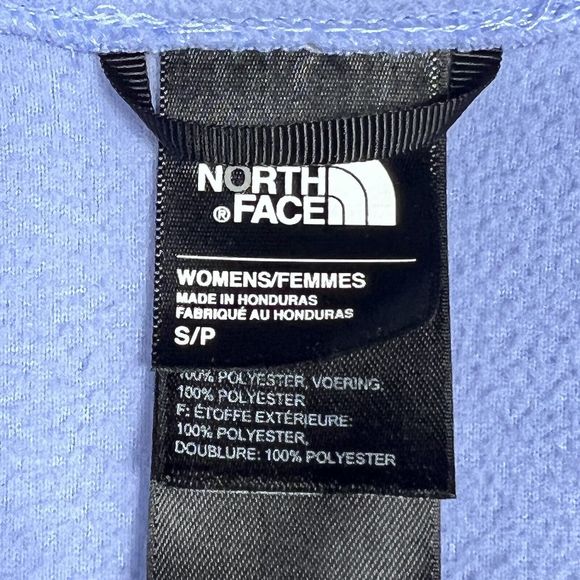 NORTH
® FACE
WOMENS/FEMMES
MADE IN HONDURAS
FABRIQUÉ AU HONDURAS
S/P
100% POLYESTER, VOERING:
100% POLYESTER
F: ÉTOFFE EXTÉRIEURE:
100% POLYESTER,
DOUBLURE: 100% POLYESTER